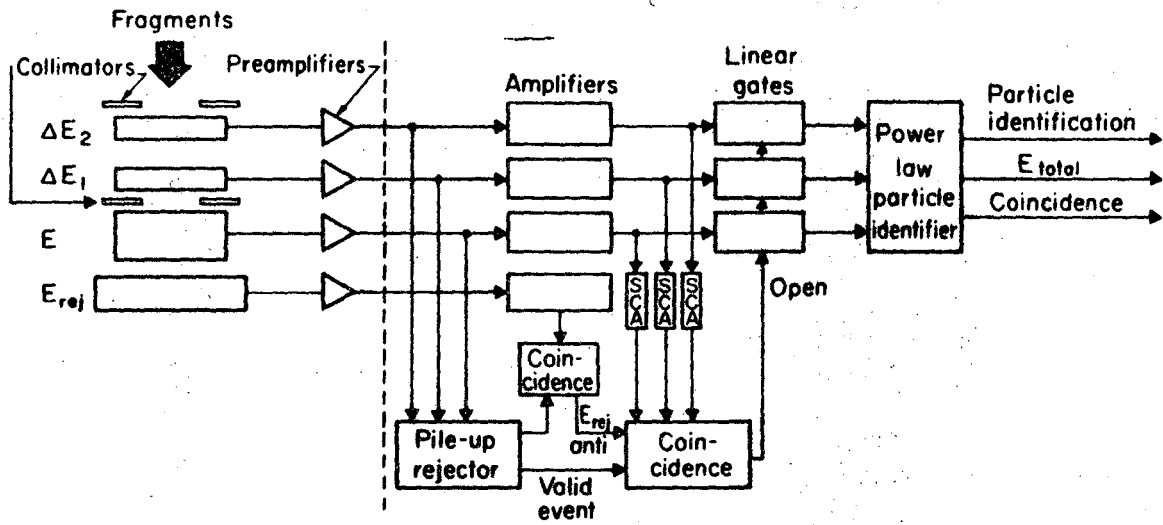 Fragments
Collimators
Preamplifiers
Amplifiers
Linear
gates
ΔE2
ΔE1
E
Erej
Power
law
particle
identifier
Particle
identification
Etotal
Coincidence
SCA
SCA
SCA
Open
Coin-
cidence
Erej
anti
Pile-up
rejector
Valid
event
Coin-
cidence